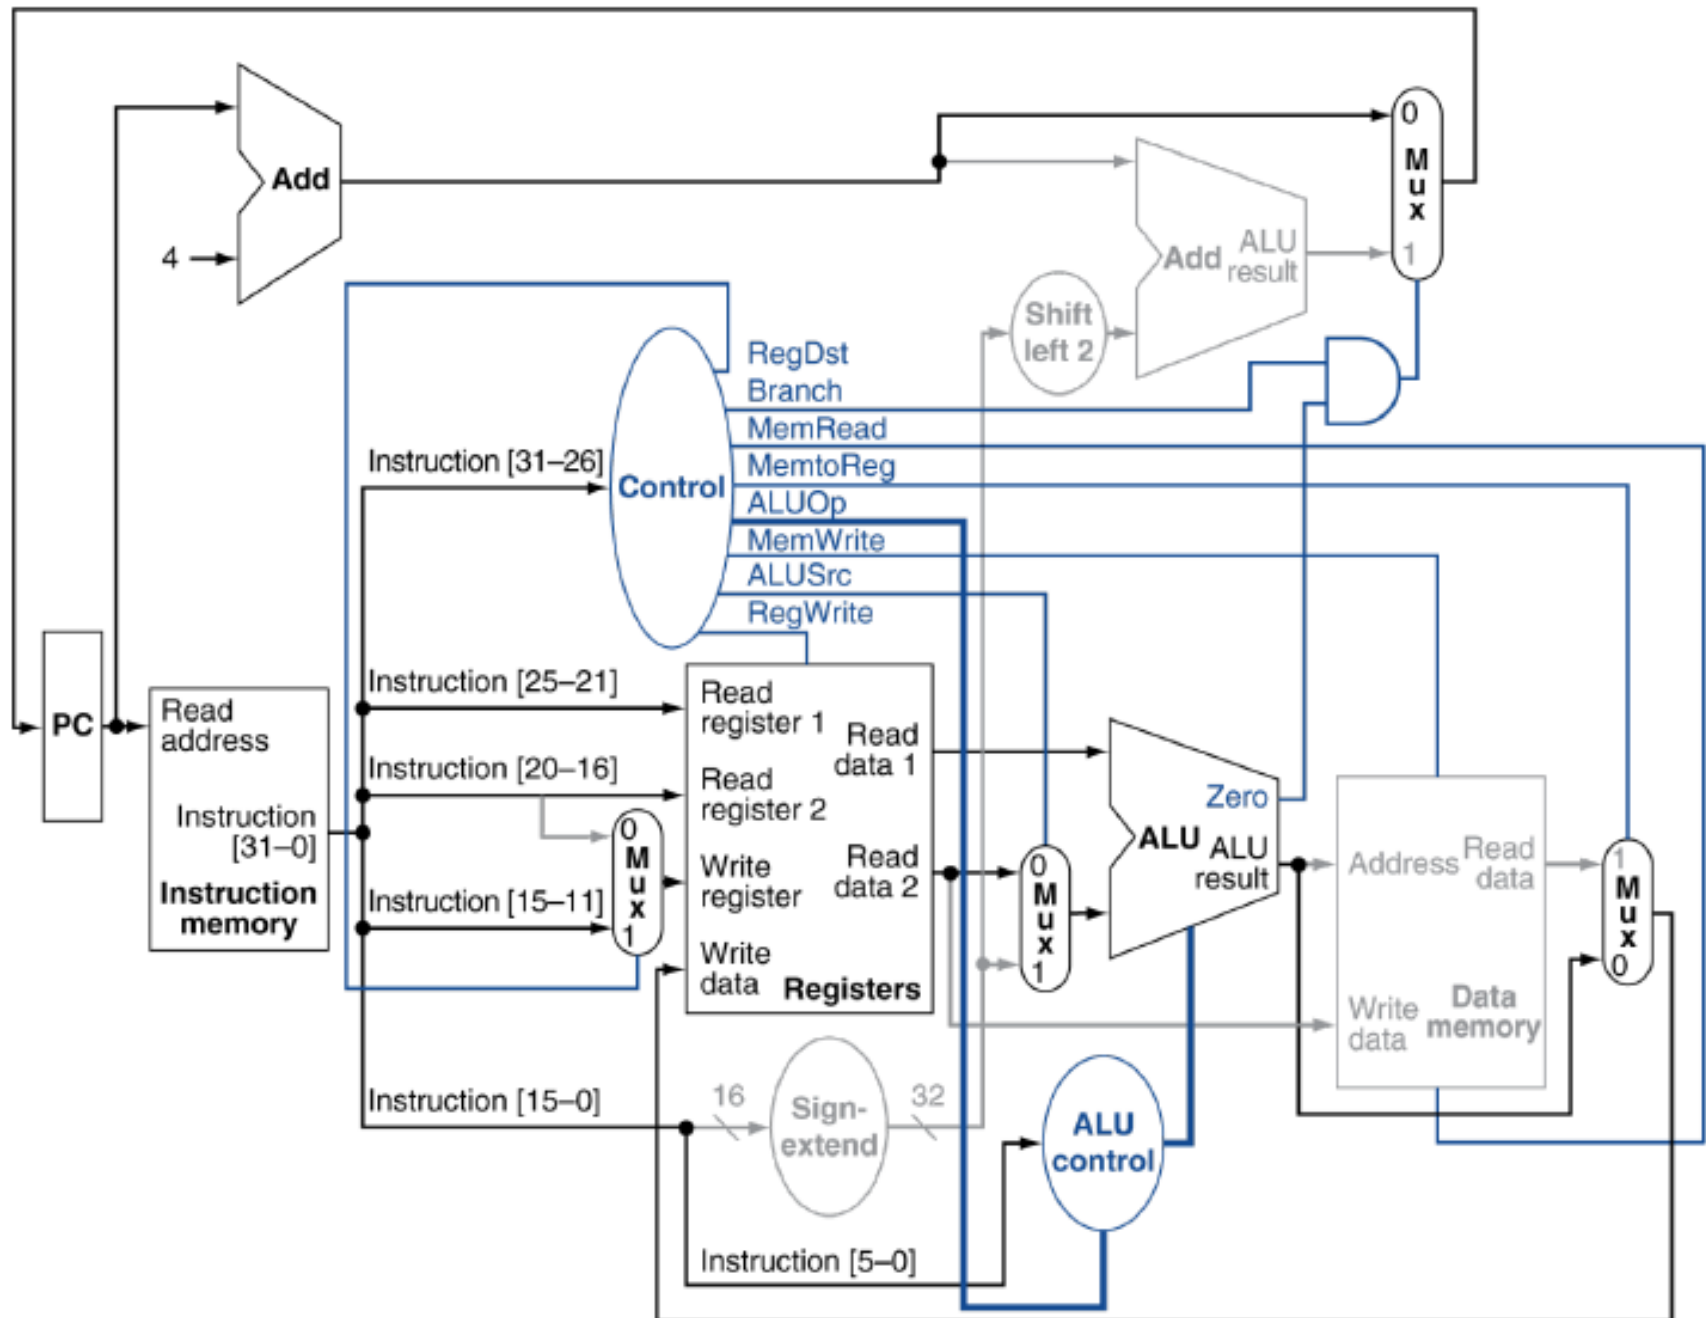 0
M
u
x
1
Add
4
Add
ALU
result
Shift
left 2
RegDst
Branch
MemRead
MemtoReg
ALUOp
MemWrite
ALUSrc
RegWrite
Control
Instruction [31–26]
Instruction [25–21]
Instruction [20–16]
Instruction [15–11]
Instruction [15–0]
Instruction [5–0]
PC
Read
address
Instruction
[31–0]
Instruction
memory
0
M
u
x
1
Read
register 1
Read
register 2
Write
register
Write
data
Read
data 1
Read
data 2
Registers
16
Sign-
extend
32
0
M
u
x
1
Zero
ALU
ALU
result
ALU
control
Address
Read
data
Write
data
Data
memory
1
M
u
x
0